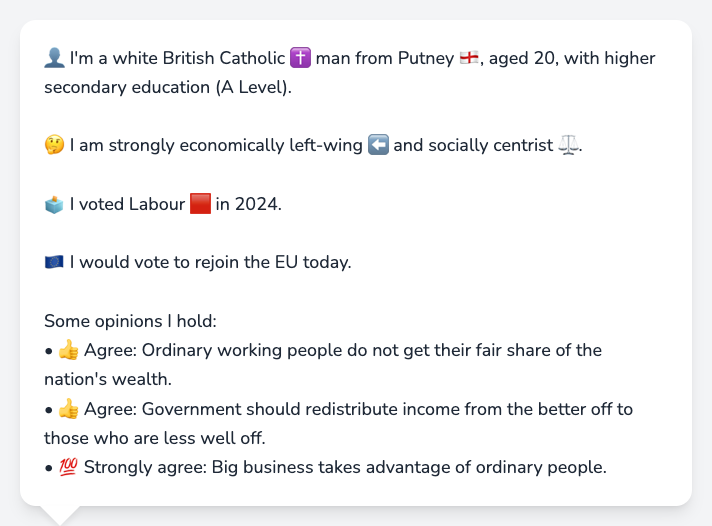 👤 I'm a white British Catholic ✝️ man from Putney 🏴󠁧󠁢󠁥󠁮󠁧󠁿, aged 20, with higher
secondary education (A Level).
🤔 I am strongly economically left-wing ⬅️ and socially centrist ⚖️.
🗳️ I voted Labour 🟥 in 2024.
🇪🇺 I would vote to rejoin the EU today.
Some opinions I hold:
• 👍 Agree: Ordinary working people do not get their fair share of the
nation's wealth.
• 👍 Agree: Government should redistribute income from the better off to
those who are less well off.
• 💯 Strongly agree: Big business takes advantage of ordinary people.